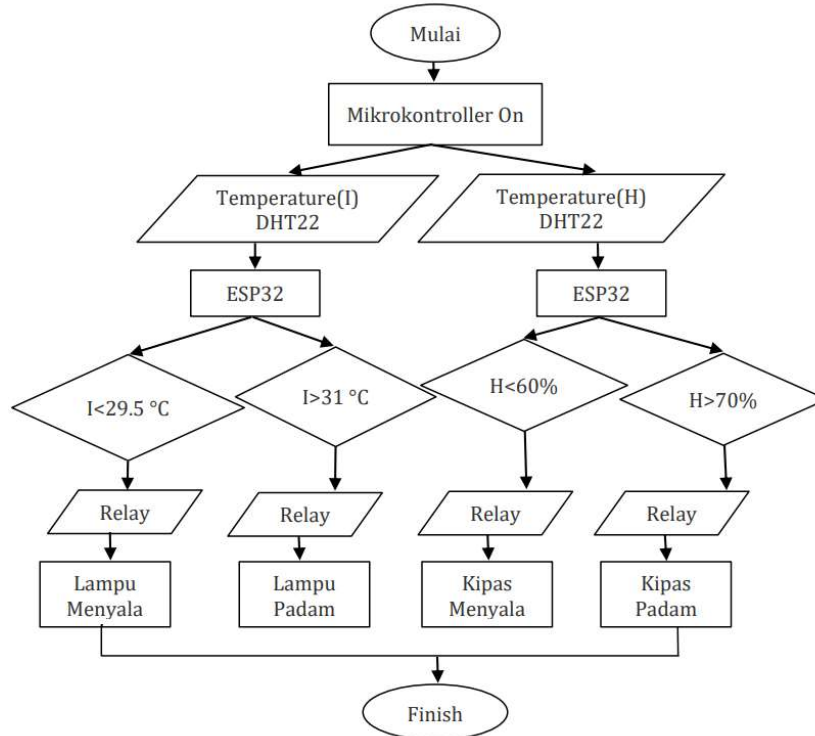 Mulai
Mikrokontroller On
Temperature(I)
DHT22
Temperature(H)
DHT22
ESP32
ESP32
I<29.5 °C
I>31 °C
H<60%
H>70%
Relay
Relay
Relay
Relay
Lampu
Menyala
Lampu
Padam
Kipas
Menyala
Kipas
Padam
Finish